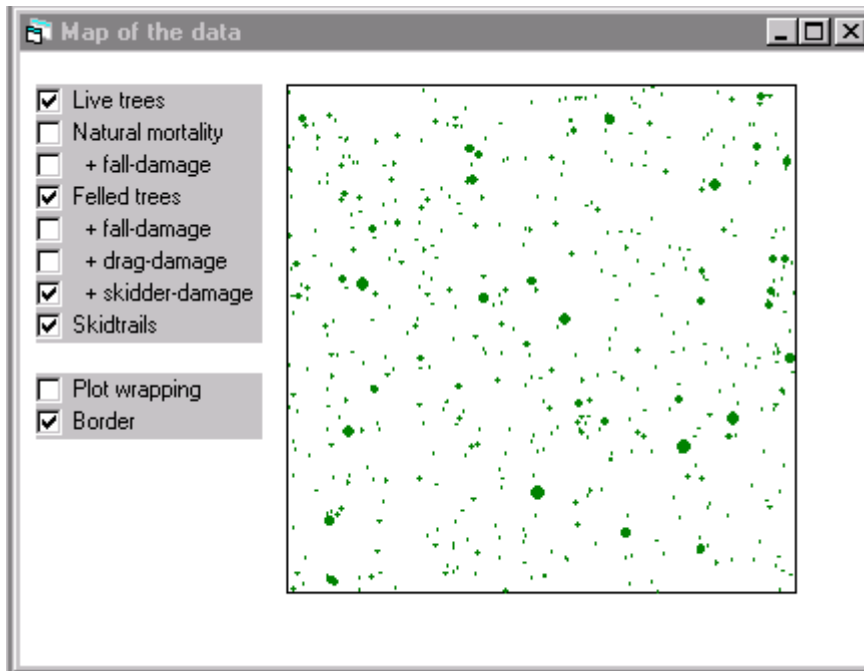 Map of the data
Live trees
Natural mortality
+ fall-damage
Felled trees
+ fall-damage
+ drag-damage
+ skidder-damage
Skidtrails
Plot wrapping
Border